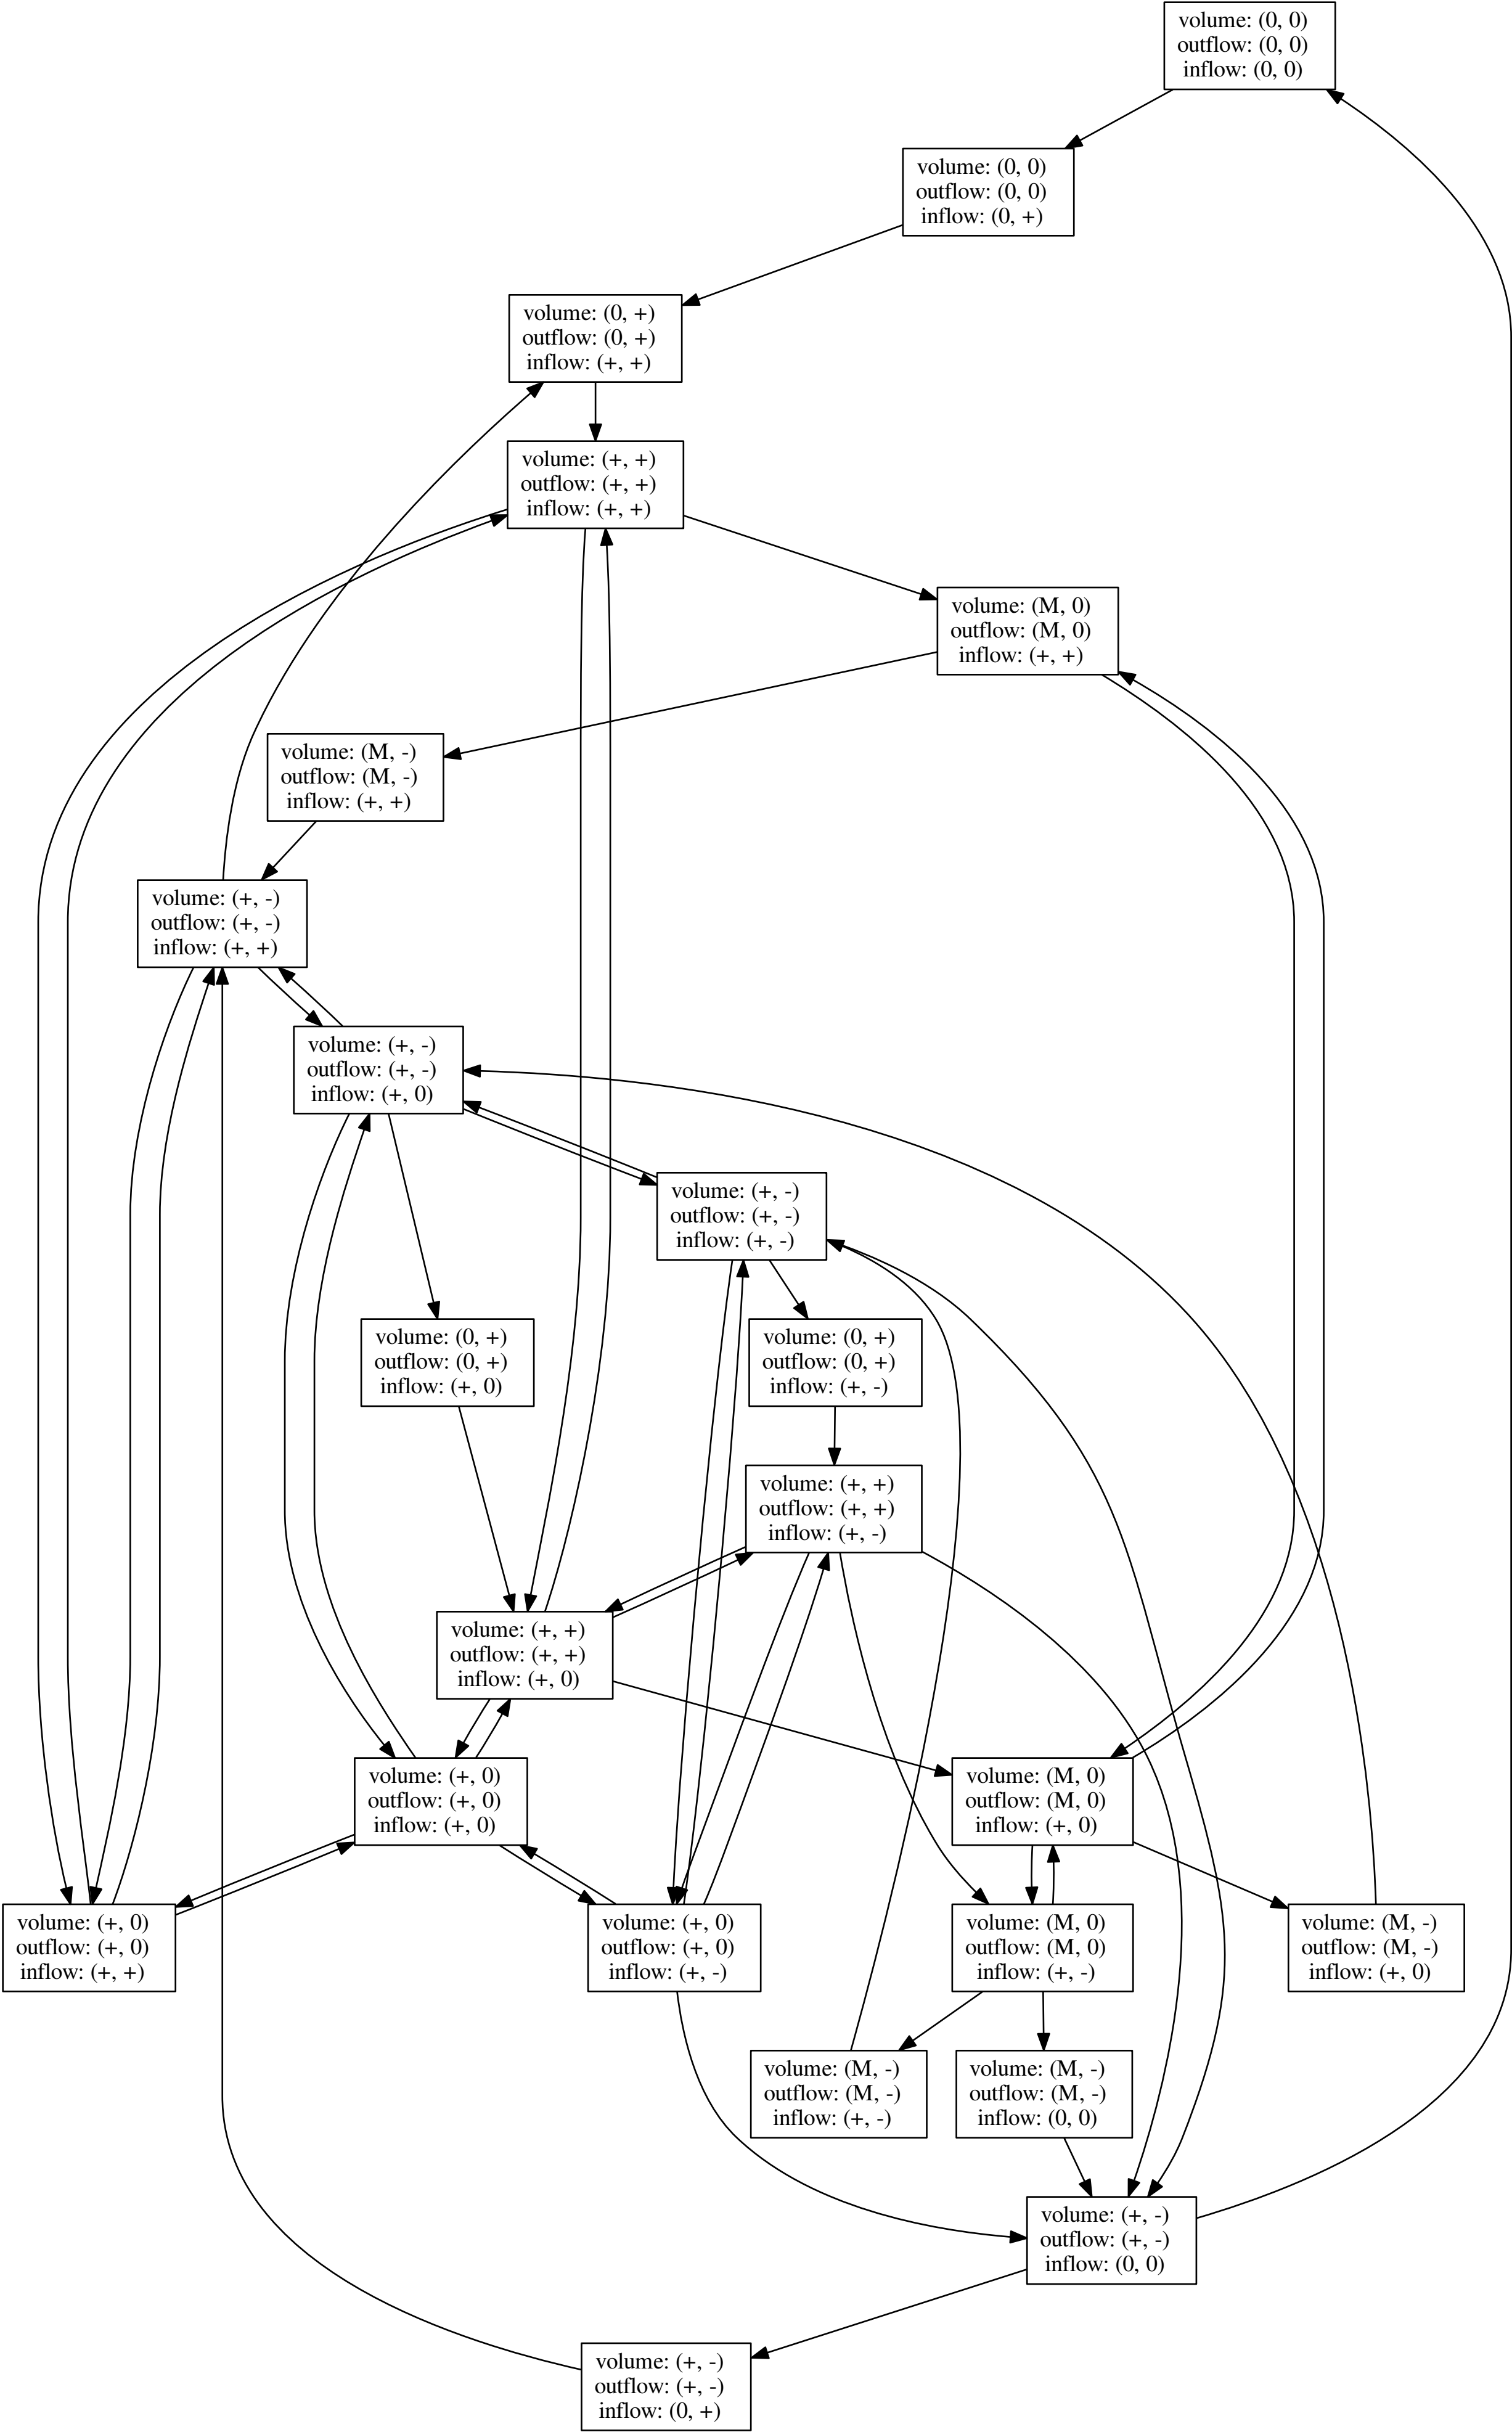 volume: (0, 0)
outflow: (0, 0)
inflow: (0, 0)
volume: (0, 0)
outflow: (0, 0)
inflow: (0, +)
volume: (0, +)
outflow: (0, +)
inflow: (+, +)
volume: (+, +)
outflow: (+, +)
inflow: (+, +)
volume: (M, 0)
outflow: (M, 0)
inflow: (+, +)
volume: (M, -)
outflow: (M, -)
inflow: (+, +)
volume: (+, -)
outflow: (+, -)
inflow: (+, +)
volume: (+, -)
outflow: (+, -)
inflow: (+, 0)
volume: (+, -)
outflow: (+, -)
inflow: (+, -)
volume: (0, +)
outflow: (0, +)
inflow: (+, 0)
volume: (0, +)
outflow: (0, +)
inflow: (+, -)
volume: (+, +)
outflow: (+, +)
inflow: (+, -)
volume: (+, +)
outflow: (+, +)
inflow: (+, 0)
volume: (+, 0)
outflow: (+, 0)
inflow: (+, 0)
volume: (M, 0)
outflow: (M, 0)
inflow: (+, 0)
volume: (+, 0)
outflow: (+, 0)
inflow: (+, +)
volume: (+, 0)
outflow: (+, 0)
inflow: (+, -)
volume: (M, 0)
outflow: (M, 0)
inflow: (+, -)
volume: (M, -)
outflow: (M, -)
inflow: (+, 0)
volume: (M, -)
outflow: (M, -)
inflow: (+, -)
volume: (M, -)
outflow: (M, -)
inflow: (0, 0)
volume: (+, -)
outflow: (+, -)
inflow: (0, 0)
volume: (+, -)
outflow: (+, -)
inflow: (0, +)